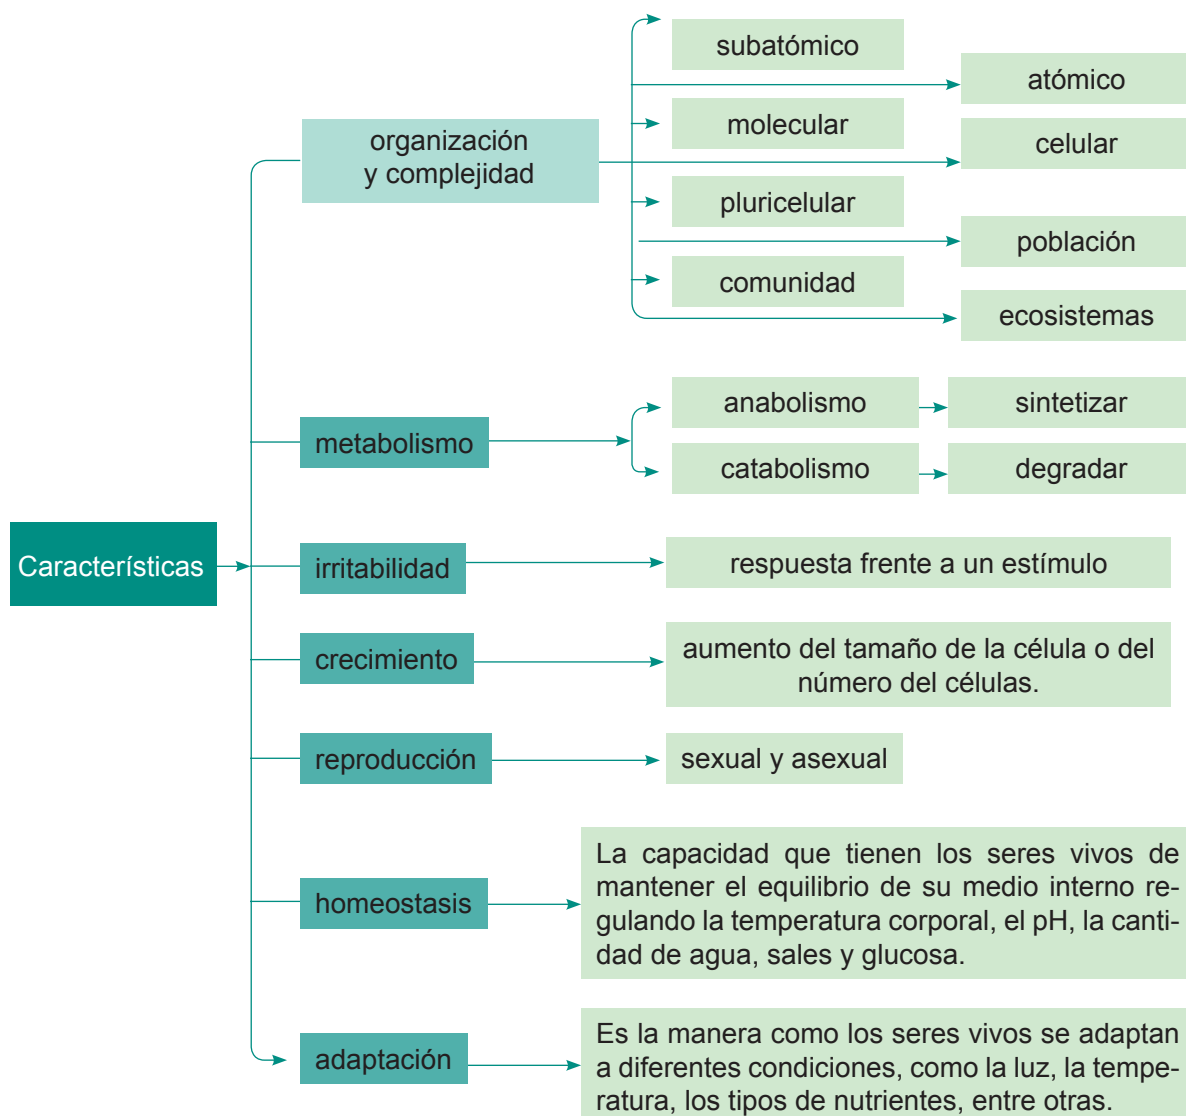 subatómico
atómico
organización
y complejidad
molecular
celular
pluricelular
población
comunidad
ecosistemas
metabolismo
anabolismo
sintetizar
catabolismo
degradar
Características
irritabilidad
respuesta frente a un estímulo
crecimiento
aumento del tamaño de la célula o del
número del células.
reproducción
sexual y asexual
homeostasis
La capacidad que tienen los seres vivos de
mantener el equilibrio de su medio interno re-
gulando la temperatura corporal, el pH, la canti-
dad de agua, sales y glucosa.
adaptación
Es la manera como los seres vivos se adaptan
a diferentes condiciones, como la luz, la tempe-
ratura, los tipos de nutrientes, entre otras.